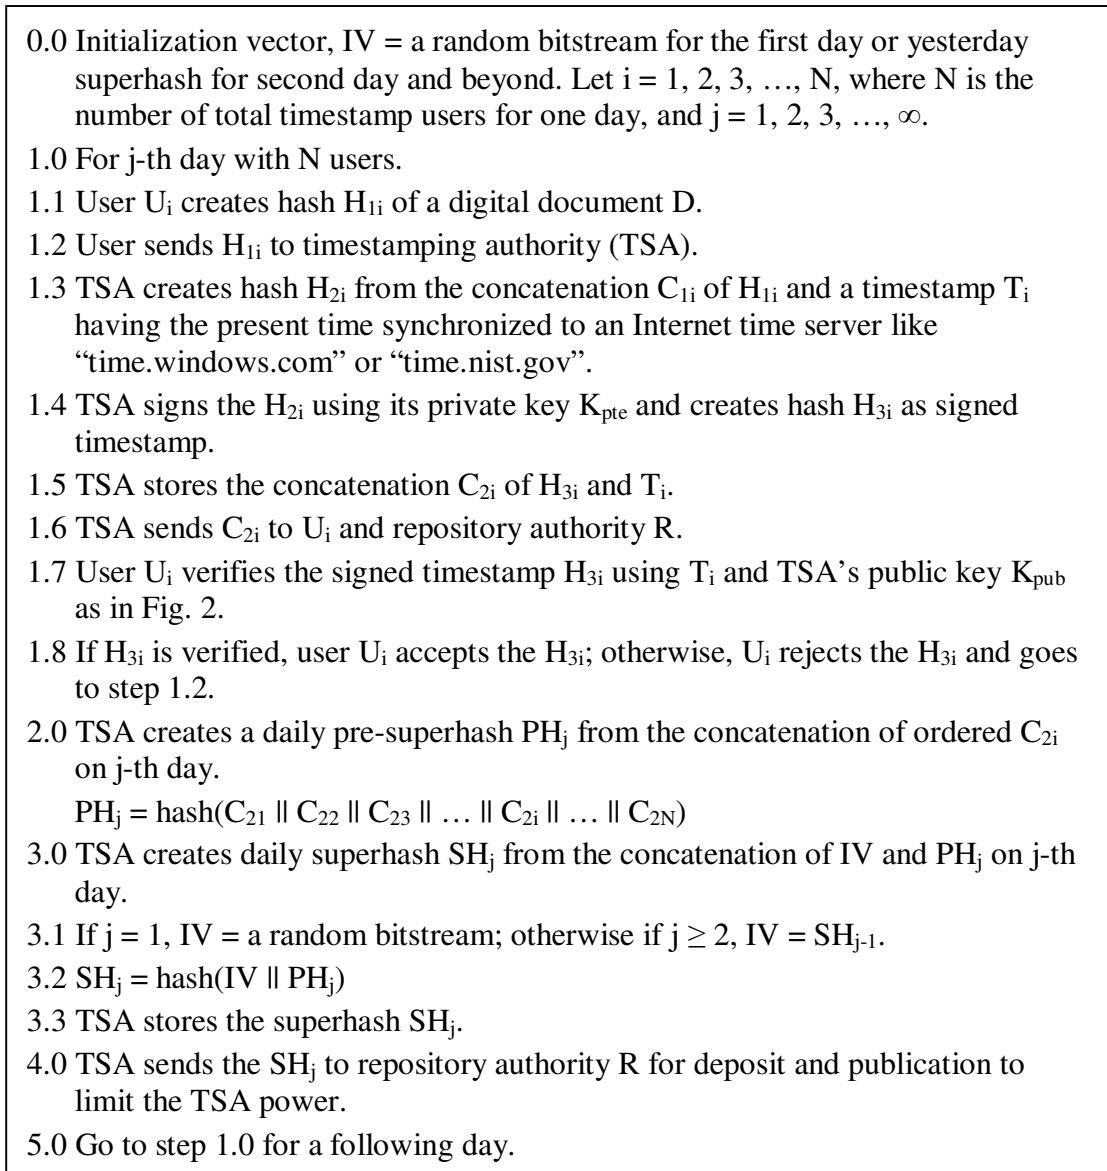 0.0 Initialization vector, IV = a random bitstream for the first day or yesterday
superhash for second day and beyond. Let i = 1, 2, 3, …, N, where N is the
number of total timestamp users for one day, and j = 1, 2, 3, …, ∞.
1.0 For j-th day with N users.
1.1 User Uᵢ creates hash H₁ᵢ of a digital document D.
1.2 User sends H₁ᵢ to timestamping authority (TSA).
1.3 TSA creates hash H₂ᵢ from the concatenation C₁ᵢ of H₁ᵢ and a timestamp Tᵢ
having the present time synchronized to an Internet time server like
“time.windows.com” or “time.nist.gov”.
1.4 TSA signs the H₂ᵢ using its private key Kₚₜₑ and creates hash H₃ᵢ as signed
timestamp.
1.5 TSA stores the concatenation C₂ᵢ of H₃ᵢ and Tᵢ.
1.6 TSA sends C₂ᵢ to Uᵢ and repository authority R.
1.7 User Uᵢ verifies the signed timestamp H₃ᵢ using Tᵢ and TSA’s public key K_pub
as in Fig. 2.
1.8 If H₃ᵢ is verified, user Uᵢ accepts the H₃ᵢ; otherwise, Uᵢ rejects the H₃ᵢ and goes
to step 1.2.
2.0 TSA creates a daily pre-superhash PHⱼ from the concatenation of ordered C₂ᵢ
on j-th day.
PHⱼ = hash(C₂₁ || C₂₂ || C₂₃ || … || C₂ᵢ || … || C₂N)
3.0 TSA creates daily superhash SHⱼ from the concatenation of IV and PHⱼ on j-th
day.
3.1 If j = 1, IV = a random bitstream; otherwise if j ≥ 2, IV = SHⱼ₋₁.
3.2 SHⱼ = hash(IV || PHⱼ)
3.3 TSA stores the superhash SHⱼ.
4.0 TSA sends the SHⱼ to repository authority R for deposit and publication to
limit the TSA power.
5.0 Go to step 1.0 for a following day.